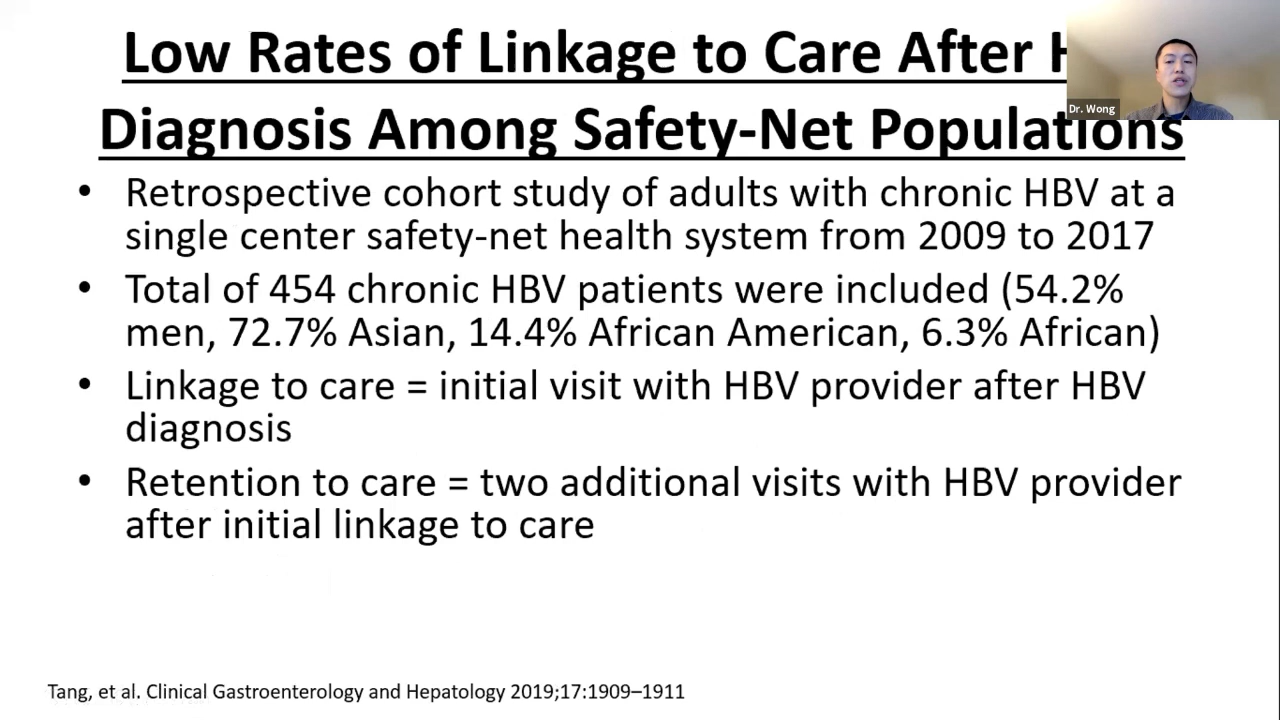 Low Rates of Linkage to Care After
Diagnosis Among Safety-Net Populations
Dr. Wong
• Retrospective cohort study of adults with chronic HBV at a
single center safety-net health system from 2009 to 2017
• Total of 454 chronic HBV patients were included (54.2%
men, 72.7% Asian, 14.4% African American, 6.3% African)
• Linkage to care = initial visit with HBV provider after HBV
diagnosis
• Retention to care = two additional visits with HBV provider
after initial linkage to care
Tang, et al. Clinical Gastroenterology and Hepatology 2019;17:1909–1911